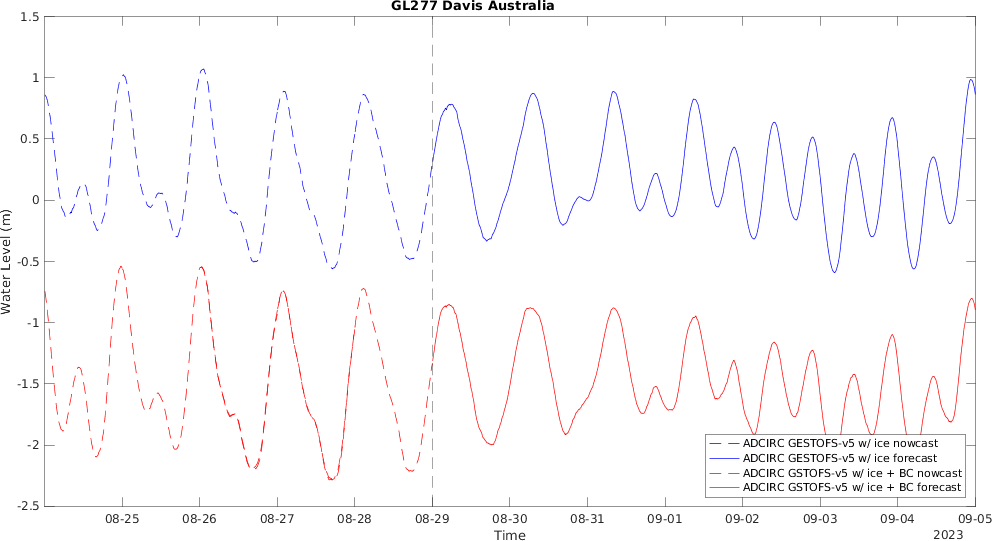 GL277 Davis Australia
Water Level (m)
1.5
1
0.5
0
-0.5
-1
-1.5
-2
-2.5
ADCIRC GESTOFS-v5 w/ ice nowcast
ADCIRC GESTOFS-v5 w/ ice forecast
ADCIRC GSTOFS-v5 w/ ice + BC nowcast
ADCIRC GSTOFS-v5 w/ ice + BC forecast
08-25 08-26 08-27 08-28 08-29 08-30 08-31 09-01 09-02 09-03 09-04 09-05
Time
2023